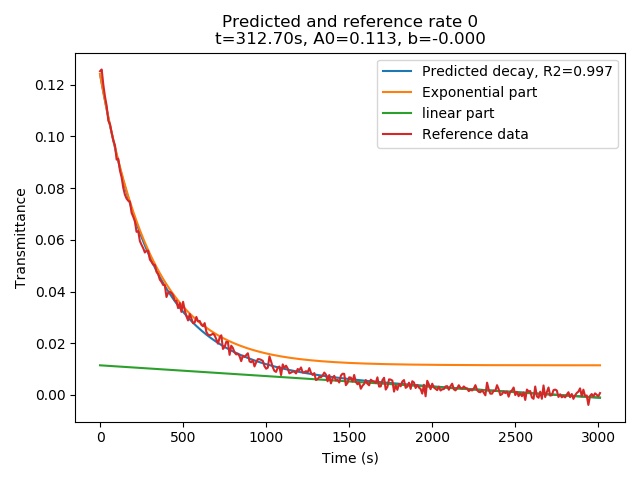 Predicted and reference rate 0
t=312.70s, A0=0.113, b=-0.000
Predicted decay, R2=0.997
Exponential part
linear part
Reference data
Transmittance
0.12
0.10
0.08
0.06
0.04
0.02
0.00
0
500
1000
1500
2000
2500
3000
Time (s)